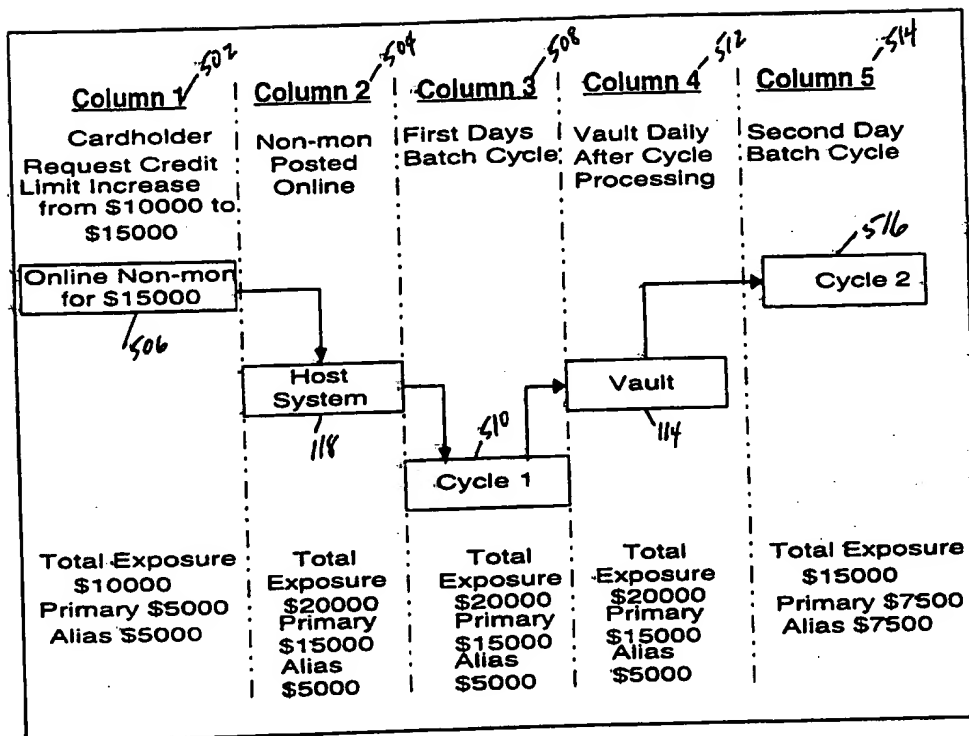 502
Column 1
Cardholder
Request Credit
Limit Increase
from $10000 to
$15000
Online Non-mon
for $15000
506
Total Exposure
$10000
Primary $5000
Alias $5000
504
Column 2
Non-mon
Posted
Online
Host
System
118
Total
Exposure
$20000
Primary
$15000
Alias
$5000
508
Column 3
First Days
Batch Cycle
510
Cycle 1
Total
Exposure
$20000
Primary
$15000
Alias
$5000
512
Column 4
Vault Daily
After Cycle
Processing
Vault
114
Total
Exposure
$20000
Primary
$15000
Alias
$5000
514
Column 5
Second Day
Batch Cycle
516
Cycle 2
Total Exposure
$15000
Primary $7500
Alias $7500